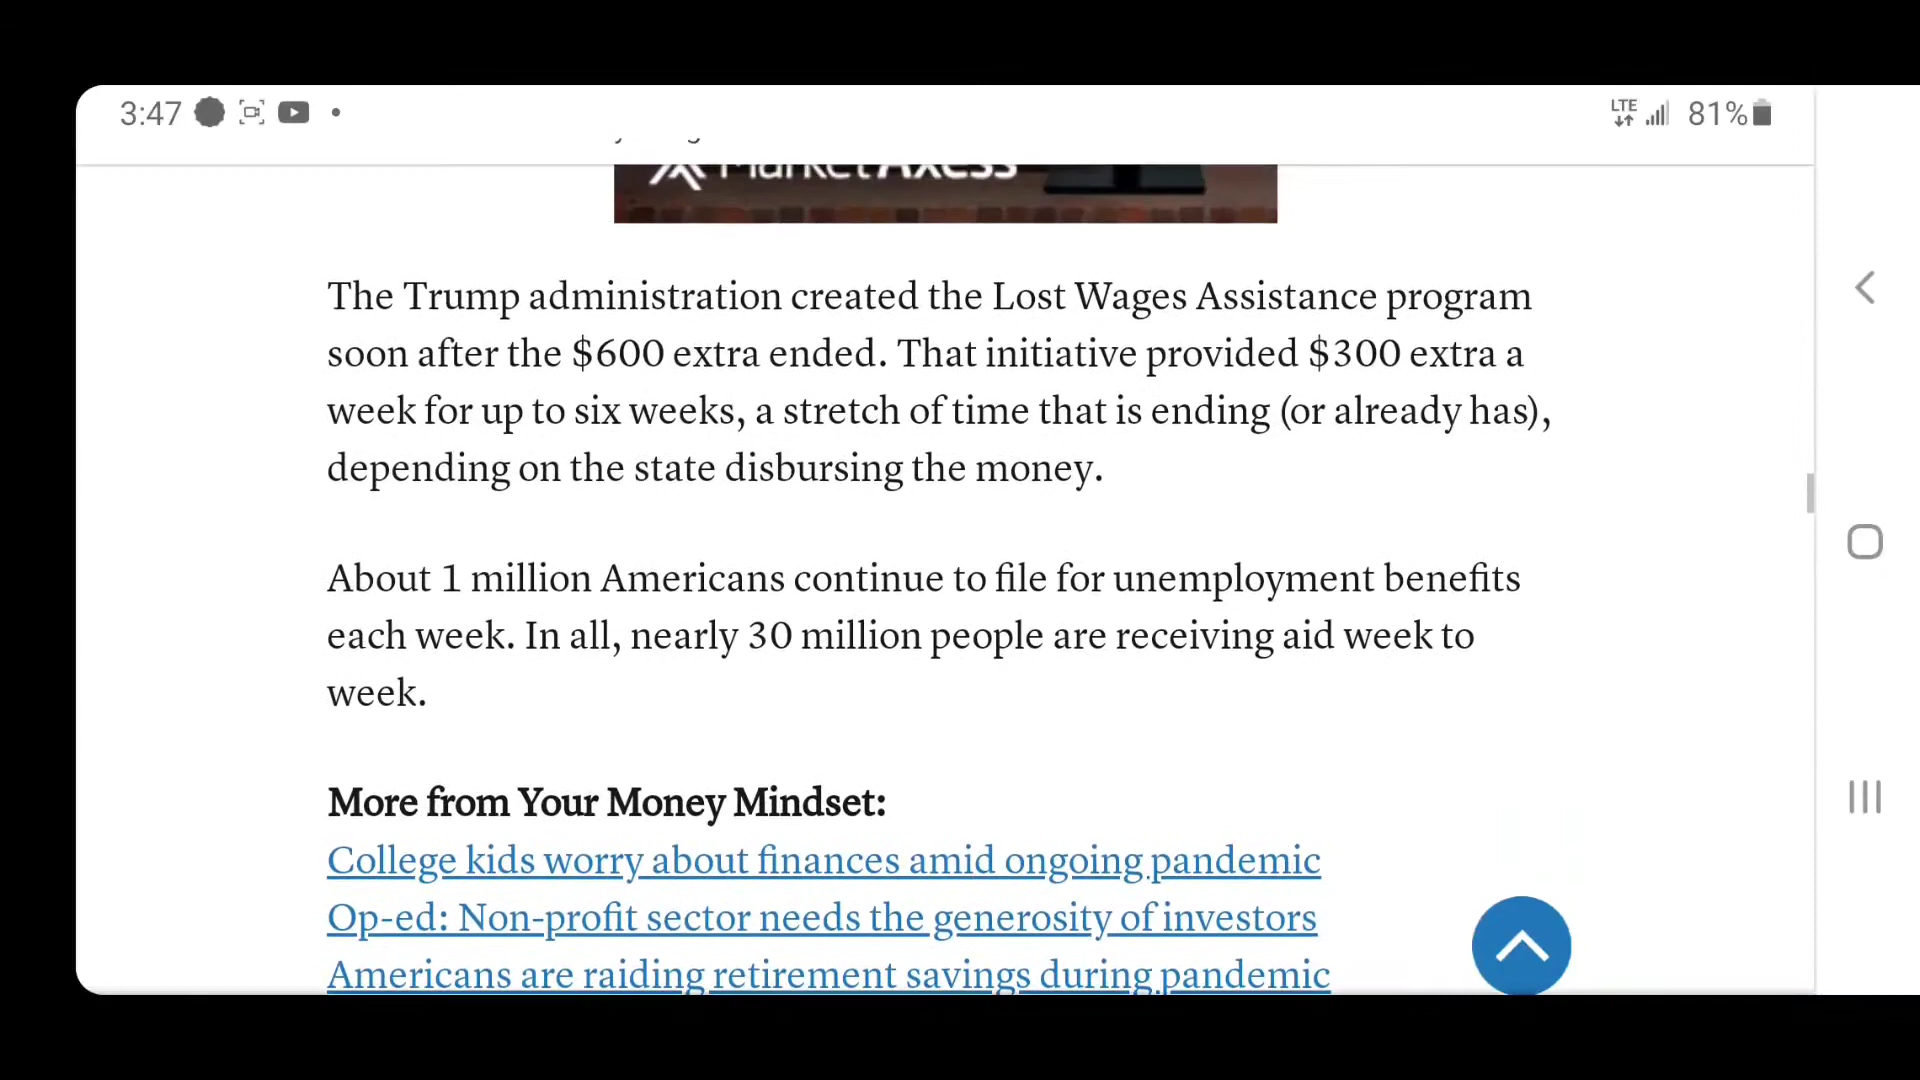 3:47
LTE
81%
MarketAxess
The Trump administration created the Lost Wages Assistance program
soon after the $600 extra ended. That initiative provided $300 extra a
week for up to six weeks, a stretch of time that is ending (or already has),
depending on the state disbursing the money.
About 1 million Americans continue to file for unemployment benefits
each week. In all, nearly 30 million people are receiving aid week to
week.
More from Your Money Mindset:
College kids worry about finances amid ongoing pandemic
Op-ed: Non-profit sector needs the generosity of investors
Americans are raiding retirement savings during pandemic